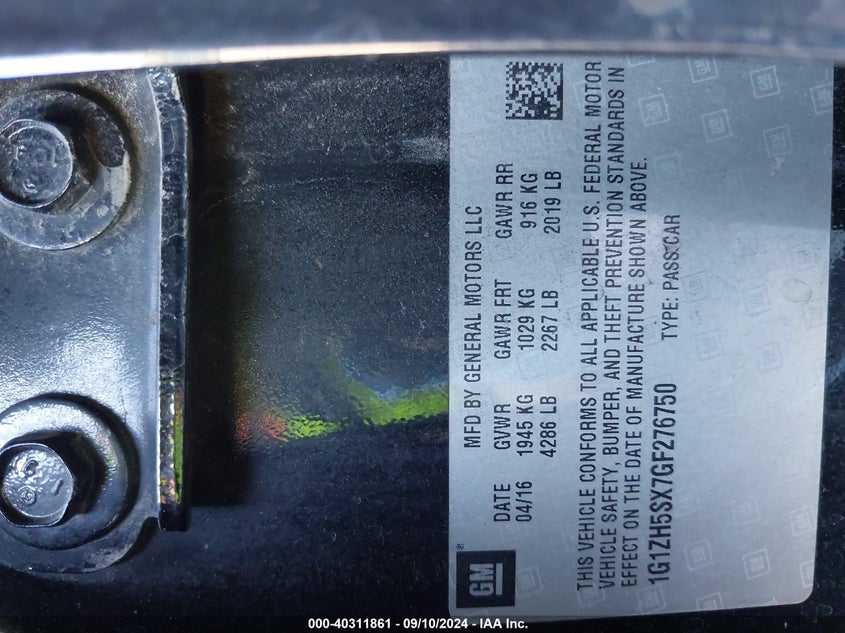 GM
MFD BY GENERAL MOTORS LLC
DATE GVWR GAWR FRT GAWR RR
04/16 1945 KG 1029 KG 916 KG
4286 LB 2267 LB 2019 LB
THIS VEHICLE CONFORMS TO ALL APPLICABLE U.S. FEDERAL MOTOR
VEHICLE SAFETY, BUMPER, AND THEFT PREVENTION STANDARDS IN
EFFECT ON THE DATE OF MANUFACTURE SHOWN ABOVE.
1G1ZH5SX7GF276750 TYPE: PASS CAR
000-40311861 - 09/10/2024 - IAA Inc.